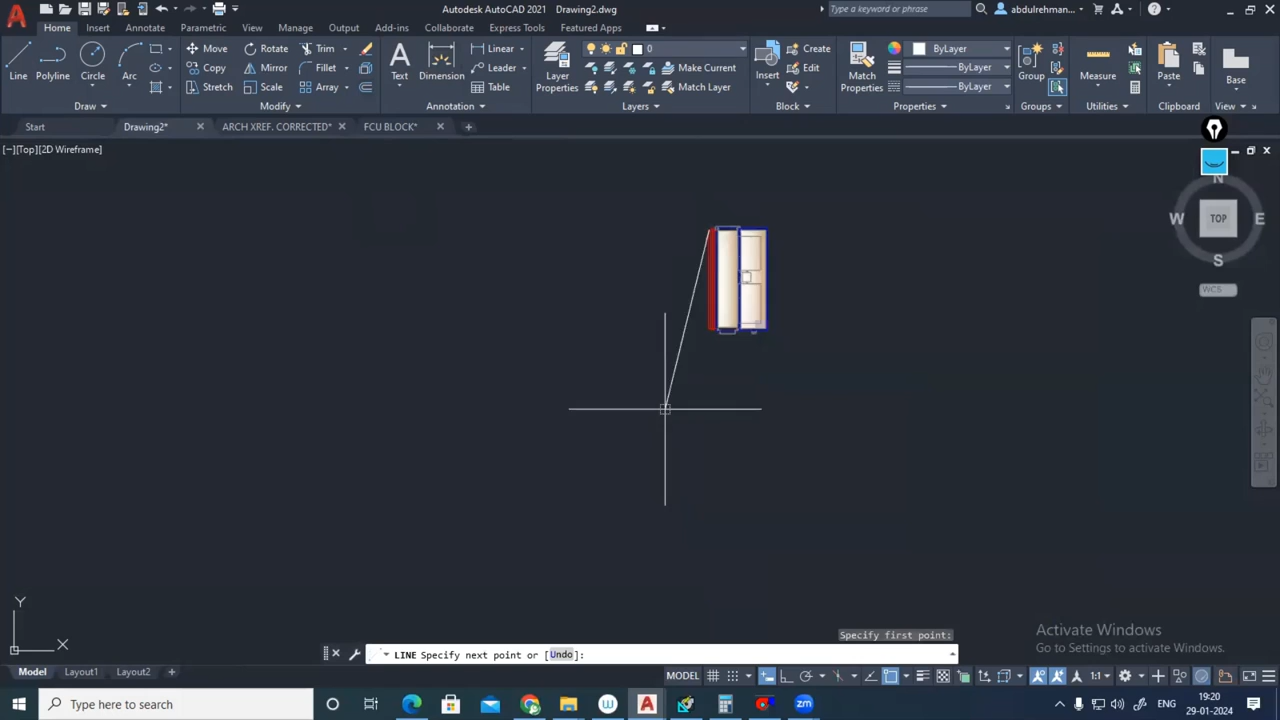 Autodesk AutoCAD 2021 Drawing2.dwg
Type a keyword or phrase
abdulrehman....
Home Insert Annotate Parametric View Manage Output Add-ins Collaborate Express Tools Featured Apps
Line Polyline Circle Arc
Move Rotate Trim
Copy Mirror Fillet
Stretch Scale Array
Text Dimension
Linear
Leader
Table
Layer Properties
0
Make Current
Match Layer
Insert
Create
Edit
Match Properties
ByLayer
ByLayer
ByLayer
Group
Measure
Paste
Base
Draw Modify Annotation Layers Block Properties Groups Utilities Clipboard View
Start Drawing2* ARCH XREF. CORRECTED* FCU BLOCK*
[−][Top][2D Wireframe]
N
W TOP E
S
WCS
Y
X
Specify first point:
LINE Specify next point or [Undo]:
Activate Windows
Go to Settings to activate Windows.
Model Layout1 Layout2
MODEL
1:1
Type here to search
zm
ENG
9:20
29-01-2024